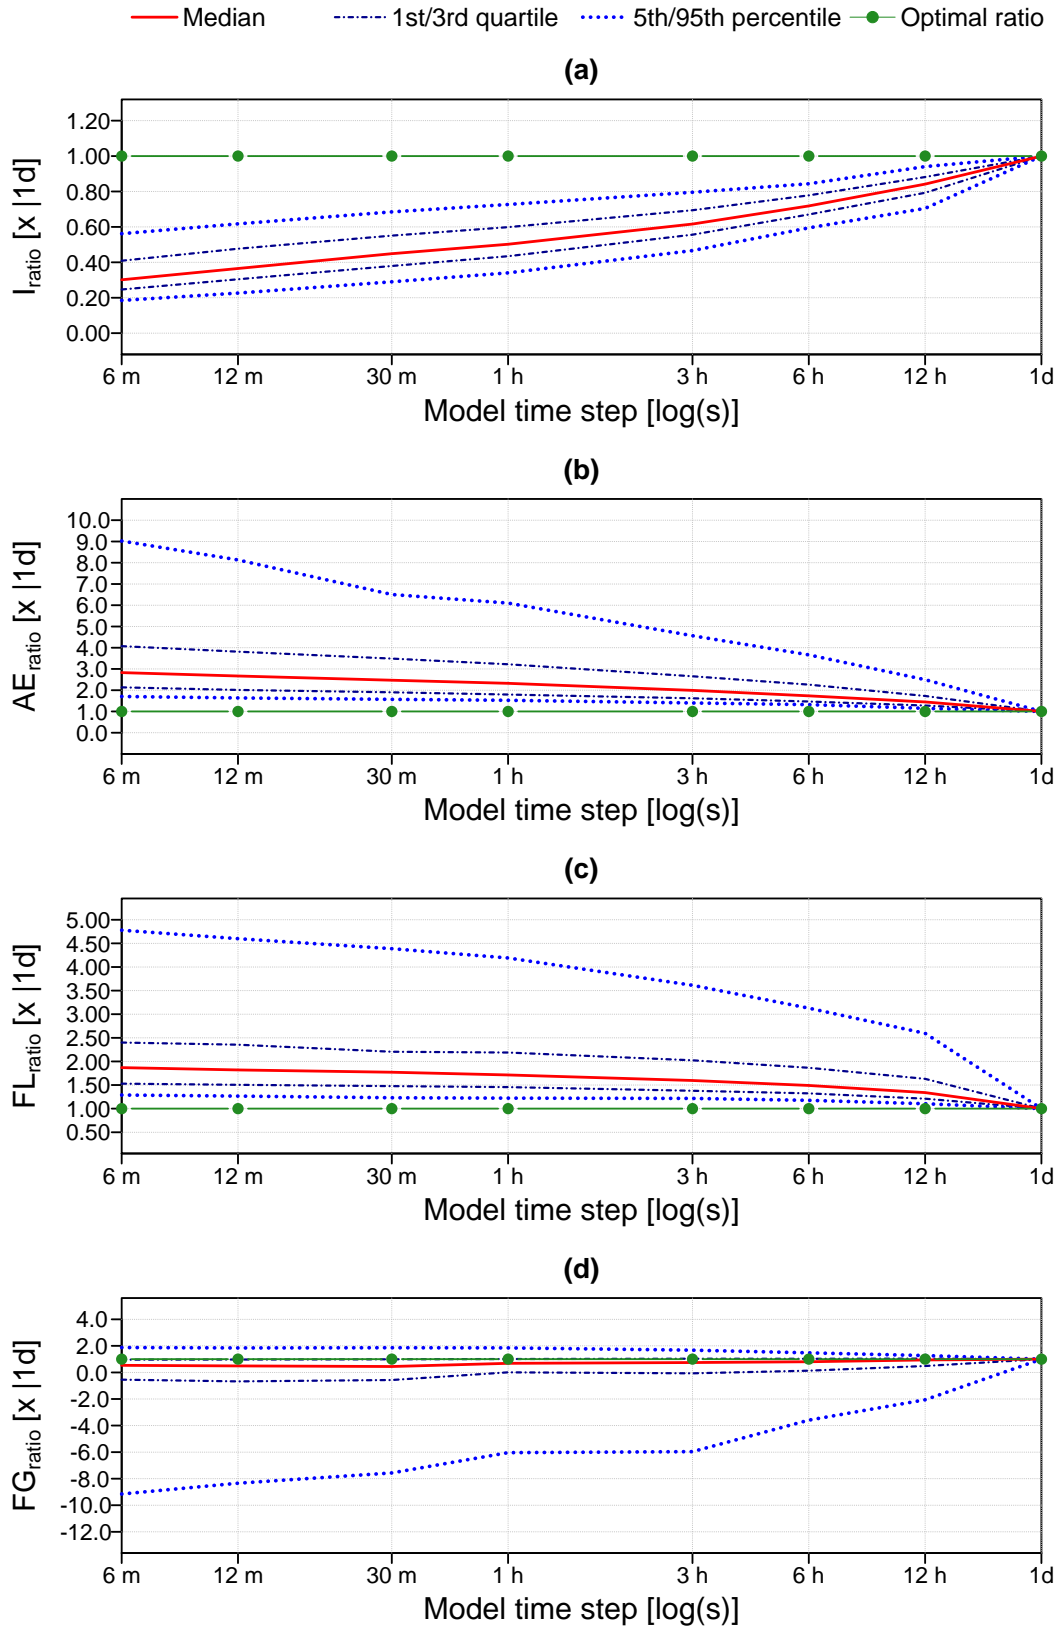 Median 1st/3rd quartile 5th/95th percentile Optimal ratio
(a)
I_ratio [x |1d]
1.20
1.00
0.80
0.60
0.40
0.20
0.00
6 m 12 m 30 m 1 h 3 h 6 h 12 h 1d
Model time step [log(s)]
(b)
AE_ratio [x |1d]
10.0
9.0
8.0
7.0
6.0
5.0
4.0
3.0
2.0
1.0
0.0
6 m 12 m 30 m 1 h 3 h 6 h 12 h 1d
Model time step [log(s)]
(c)
FL_ratio [x |1d]
5.00
4.50
4.00
3.50
3.00
2.50
2.00
1.50
1.00
0.50
6 m 12 m 30 m 1 h 3 h 6 h 12 h 1d
Model time step [log(s)]
(d)
FG_ratio [x |1d]
4.0
2.0
0.0
-2.0
-4.0
-6.0
-8.0
-10.0
-12.0
6 m 12 m 30 m 1 h 3 h 6 h 12 h 1d
Model time step [log(s)]